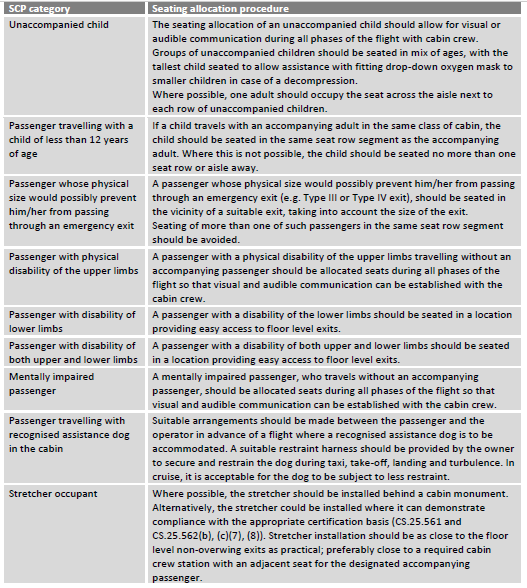 SCP category
Seating allocation procedure
Unaccompanied child
The seating allocation of an unaccompanied child should allow for visual or
audible communication during all phases of the flight with cabin crew.
Groups of unaccompanied children should be seated in mix of ages, with the
tallest child seated to allow assistance with fitting drop-down oxygen mask to
smaller children in case of a decompression.
Where possible, one adult should occupy the seat across the aisle next to
each row of unaccompanied children.
Passenger travelling with a
child of less than 12 years
of age
If a child travels with an accompanying adult in the same class of cabin, the
child should be seated in the same seat row segment as the accompanying
adult. Where this is not possible, the child should be seated no more than one
seat row or aisle away.
Passenger whose physical
size would possibly prevent
him/her from passing
through an emergency exit
A passenger whose physical size would possibly prevent him/her from passing
through an emergency exit (e.g. Type III or Type IV exit), should be seated in
the vicinity of a suitable exit, taking into account the size of the exit.
Seating of more than one of such passengers in the same seat row segment
should be avoided.
Passenger with physical
disability of the upper limbs
A passenger with a physical disability of the upper limbs travelling without an
accompanying passenger should be allocated seats during all phases of the
flight so that visual and audible communication can be established with the
cabin crew.
Passenger with disability of
lower limbs
A passenger with a disability of the lower limbs should be seated in a location
providing easy access to floor level exits.
Passenger with disability of
both upper and lower limbs
A passenger with a disability of both upper and lower limbs should be seated
in a location providing easy access to floor level exits.
Mentally impaired
passenger
A mentally impaired passenger, who travels without an accompanying
passenger, should be allocated seats during all phases of the flight so that
visual and audible communication can be established with the cabin crew.
Passenger travelling with
recognised assistance dog
in the cabin
Suitable arrangements should be made between the passenger and the
operator in advance of a flight where a recognised assistance dog is to be
accommodated. A suitable restraint harness should be provided by the owner
to secure and restrain the dog during taxi, take-off, landing and turbulence. In
cruise, it is acceptable for the dog to be subject to less restraint.
Stretcher occupant
Where possible, the stretcher should be installed behind a cabin monument.
Alternatively, the stretcher could be installed where it can demonstrate
compliance with the appropriate certification basis (CS.25.561 and
CS.25.562(b), (c)(7), (8)). Stretcher installation should be as close to the floor
level non-overwing exits as practical; preferably close to a required cabin
crew station with an adjacent seat for the designated accompanying
passenger.